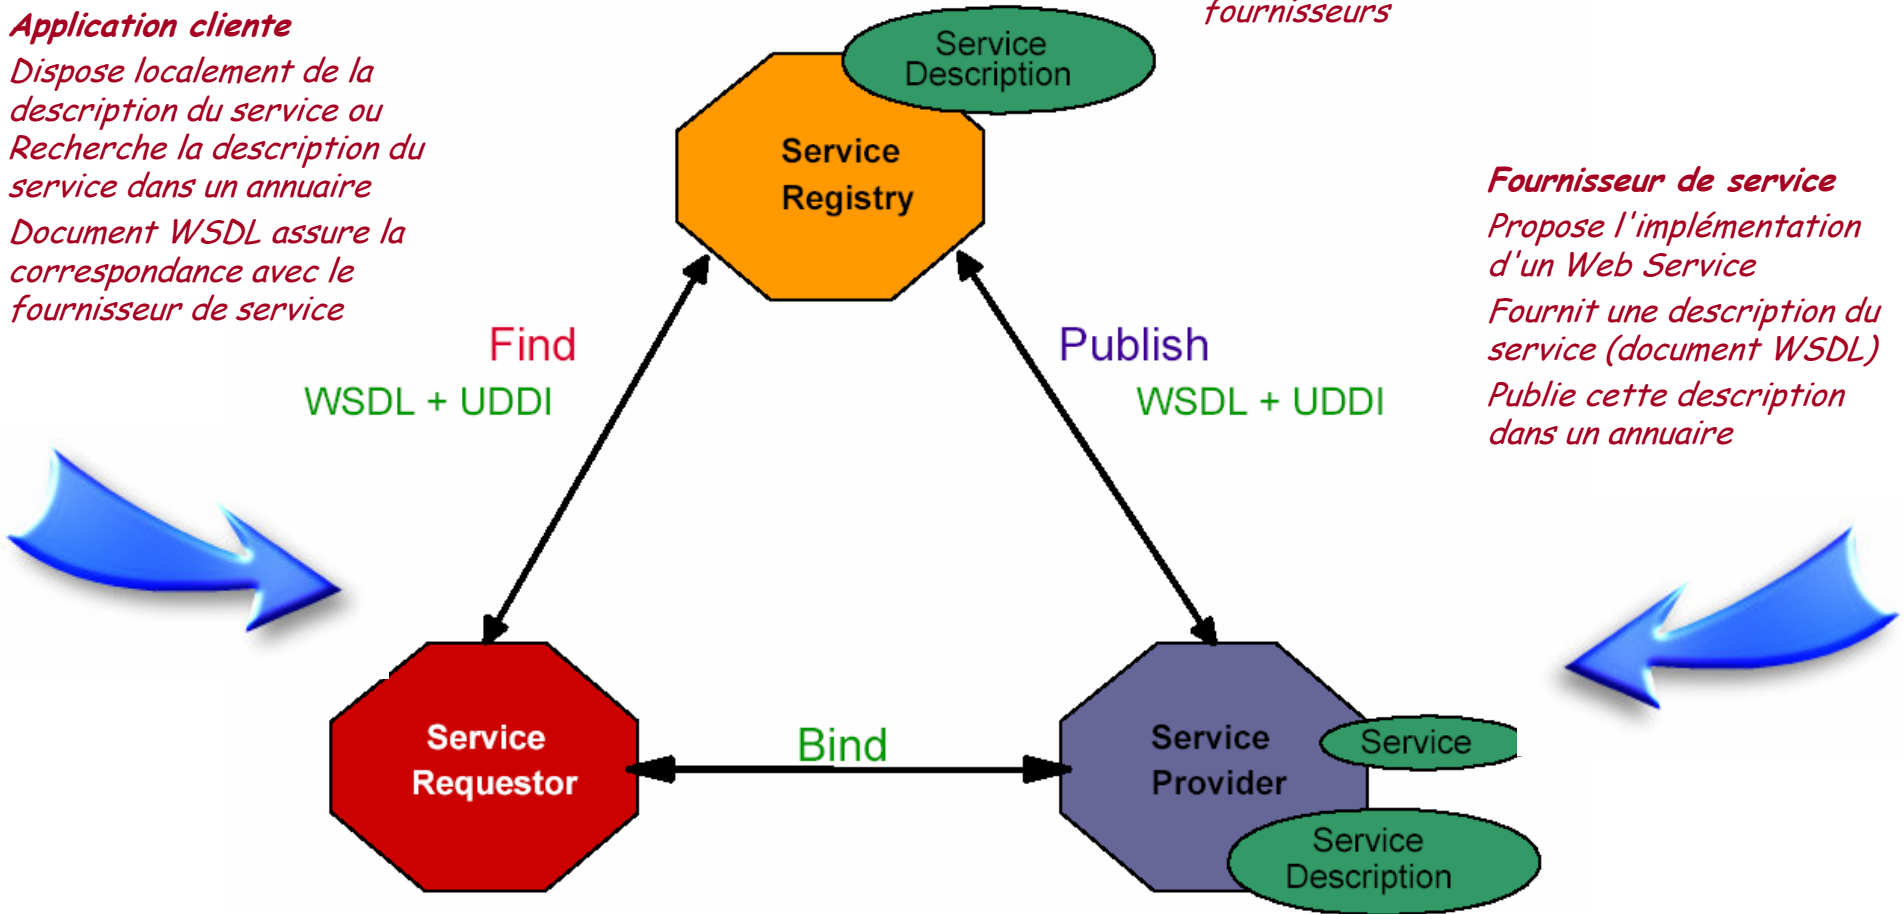 Application cliente
Dispose localement de la
description du service ou
Recherche la description du
service dans un annuaire
Document WSDL assure la
correspondance avec le
fournisseur de service
fournisseurs
Service
Description
Service
Registry
Fournisseur de service
Propose l'implémentation
d'un Web Service
Fournit une description du
service (document WSDL)
Publie cette description
dans un annuaire
Find
WSDL + UDDI
Publish
WSDL + UDDI
Service
Requestor
Bind
Service
Provider
Service
Service
Description